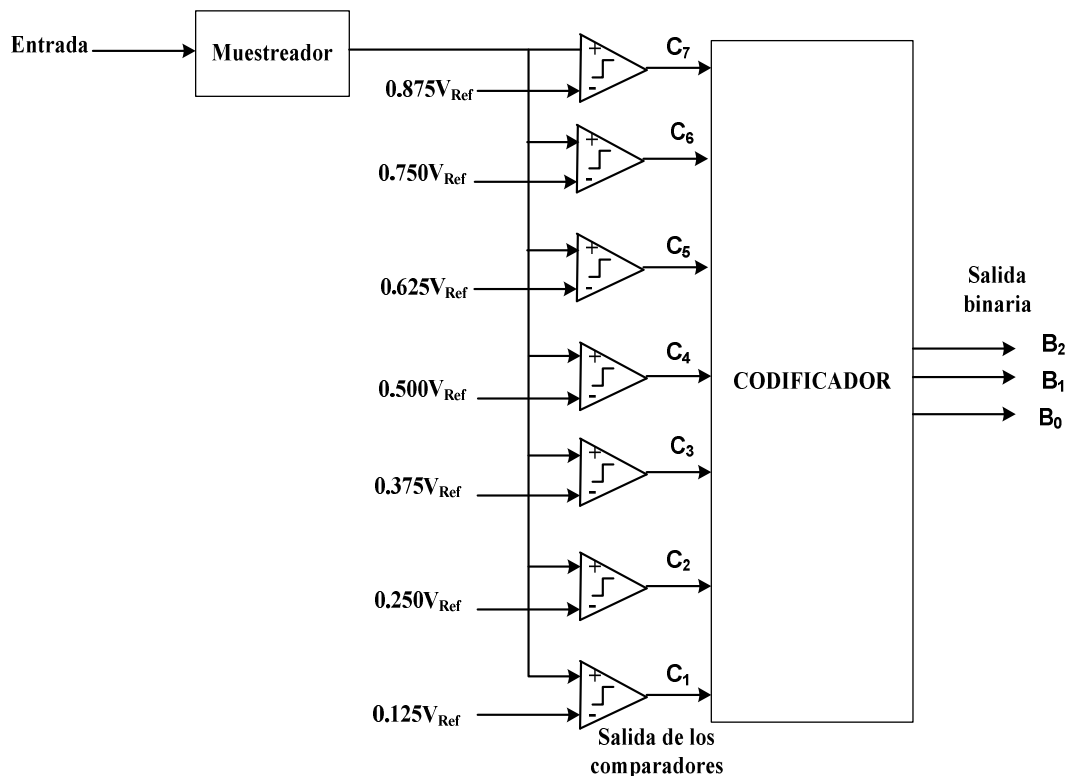 Entrada
Muestreador
C7
0.875VRef
C6
0.750VRef
C5
0.625VRef
C4
0.500VRef
C3
0.375VRef
C2
0.250VRef
C1
0.125VRef
+
-
+
-
+
-
+
-
+
-
+
-
+
-
Salida de los
comparadores
CODIFICADOR
Salida
binaria
B2
B1
B0